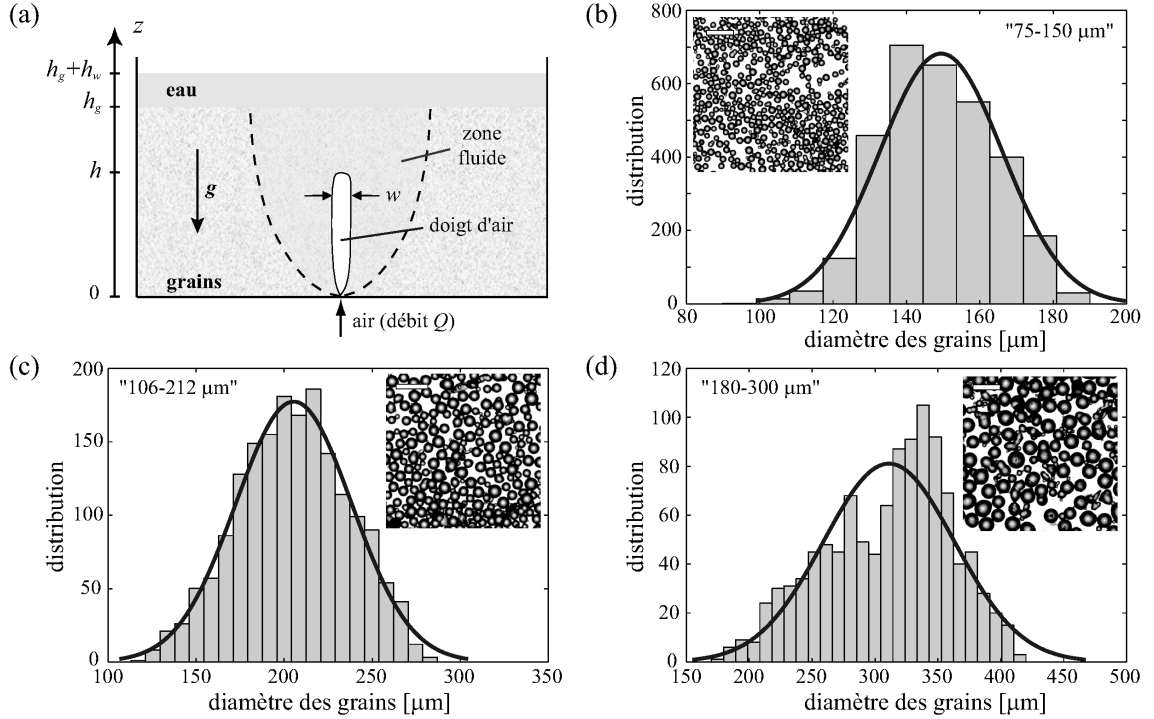 (a)
z
h_g+h_w
eau
h_g
zone
fluide
h
g
w
doigt d'air
grains
0
air (débit Q)
(b)
"75-150 µm"
800
600
400
200
0
distribution
80 100 120 140 160 180 200
diamètre des grains [µm]
(c)
"106-212 µm"
200
150
100
50
0
distribution
100 150 200 250 300 350
diamètre des grains [µm]
(d)
"180-300 µm"
120
100
80
60
40
20
0
distribution
150 200 250 300 350 400 450 500
diamètre des grains [µm]